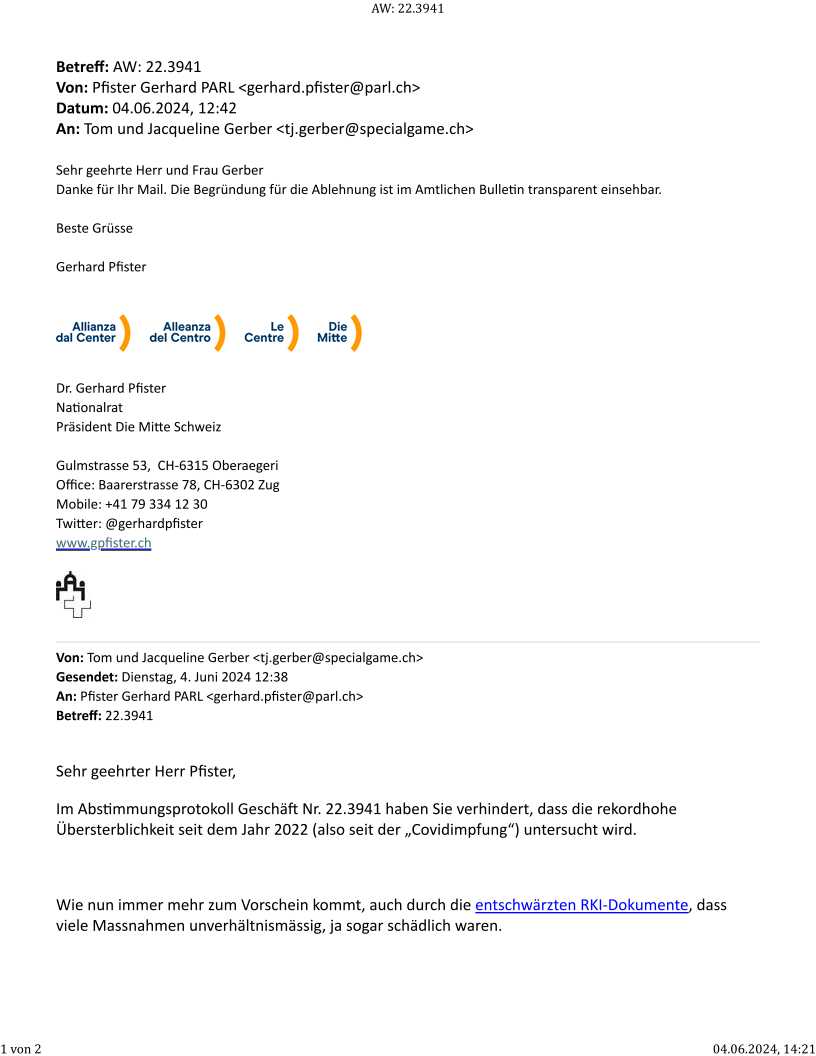 AW: 22.3941
Betreff: AW: 22.3941
Von: Pfister Gerhard PARL <gerhard.pfister@parl.ch>
Datum: 04.06.2024, 12:42
An: Tom und Jacqueline Gerber <tj.gerber@specialgame.ch>
Sehr geehrte Herr und Frau Gerber
Danke für Ihr Mail. Die Begründung für die Ablehnung ist im Amtlichen Bulletin transparent einsehbar.
Beste Grüsse
Gerhard Pfister
Allianza dal Center
Alleanza del Centro
Le Centre
Die Mitte
Dr. Gerhard Pfister
Nationalrat
Präsident Die Mitte Schweiz
Gulmstrasse 53,  CH-6315 Oberaegeri
Office: Baarerstrasse 78, CH-6302 Zug
Mobile: +41 79 334 12 30
Twitter: @gerhardpfister
www.gpfister.ch
Von: Tom und Jacqueline Gerber <tj.gerber@specialgame.ch>
Gesendet: Dienstag, 4. Juni 2024 12:38
An: Pfister Gerhard PARL <gerhard.pfister@parl.ch>
Betreff: 22.3941
Sehr geehrter Herr Pfister,
Im Abstimmungsprotokoll Geschäft Nr. 22.3941 haben Sie verhindert, dass die rekordhohe
Übersterblichkeit seit dem Jahr 2022 (also seit der „Covidimpfung“) untersucht wird.
Wie nun immer mehr zum Vorschein kommt, auch durch die entschwärzten RKI-Dokumente, dass
viele Massnahmen unverhältnismässig, ja sogar schädlich waren.
1 von 2
04.06.2024, 14:21